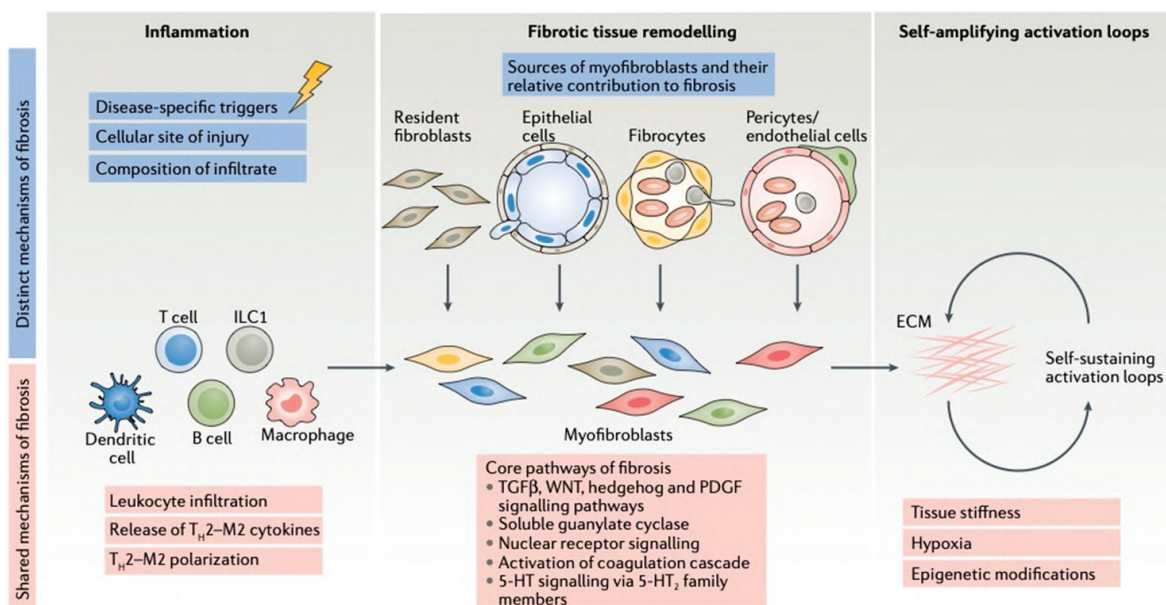 Inflammation
Fibrotic tissue remodelling
Self-amplifying activation loops
Distinct mechanisms of fibrosis
Disease-specific triggers
Cellular site of injury
Composition of infiltrate
Sources of myofibroblasts and their
relative contribution to fibrosis
Resident
fibroblasts
Epithelial
cells
Fibrocytes
Pericytes/
endothelial cells
T cell
ILC1
Dendritic
cell
B cell
Macrophage
Myofibroblasts
ECM
Self-sustaining
activation loops
Shared mechanisms of fibrosis
Leukocyte infiltration
Release of TH2–M2 cytokines
TH2–M2 polarization
Core pathways of fibrosis
• TGFβ, WNT, hedgehog and PDGF
signalling pathways
• Soluble guanylate cyclase
• Nuclear receptor signalling
• Activation of coagulation cascade
• 5-HT signalling via 5-HT2 family
members
Tissue stiffness
Hypoxia
Epigenetic modifications